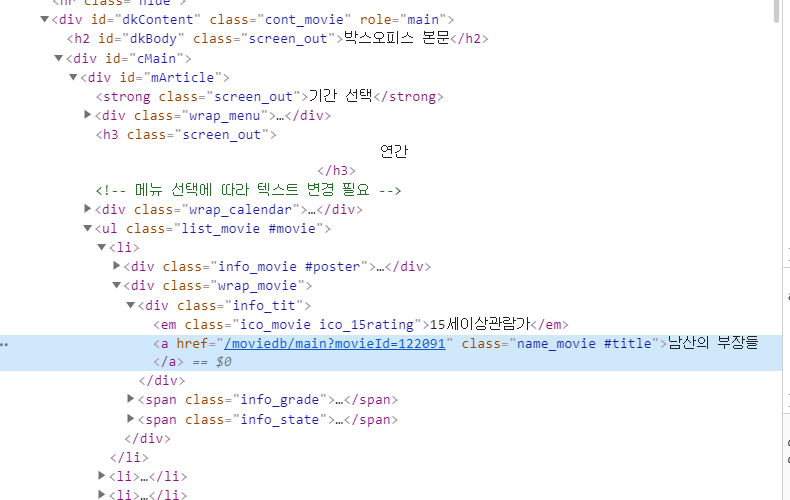 <hr class="hide">
▼<div id="dkContent" class="cont_movie" role="main">
<h2 id="dkBody" class="screen_out">박스오피스 본문</h2>
▼<div id="cMain">
▼<div id="mArticle">
<strong class="screen_out">기간 선택</strong>
▶<div class="wrap_menu">…</div>
<h3 class="screen_out">
연간
</h3>
<!-- 메뉴 선택에 따라 텍스트 변경 필요 -->
▶<div class="wrap_calendar">…</div>
▼<ul class="list_movie #movie">
▼<li>
▶<div class="info_movie #poster">…</div>
▼<div class="wrap_movie">
▼<div class="info_tit">
<em class="ico_movie ico_15rating">15세이상관람가</em>
<a href="/moviedb/main?movieId=122091" class="name_movie #title">남산의 부장들
</a> == $0
</div>
▶<span class="info_grade">…</span>
▶<span class="info_state">…</span>
</div>
</li>
▶<li>…</li>
▶<li>…</li>